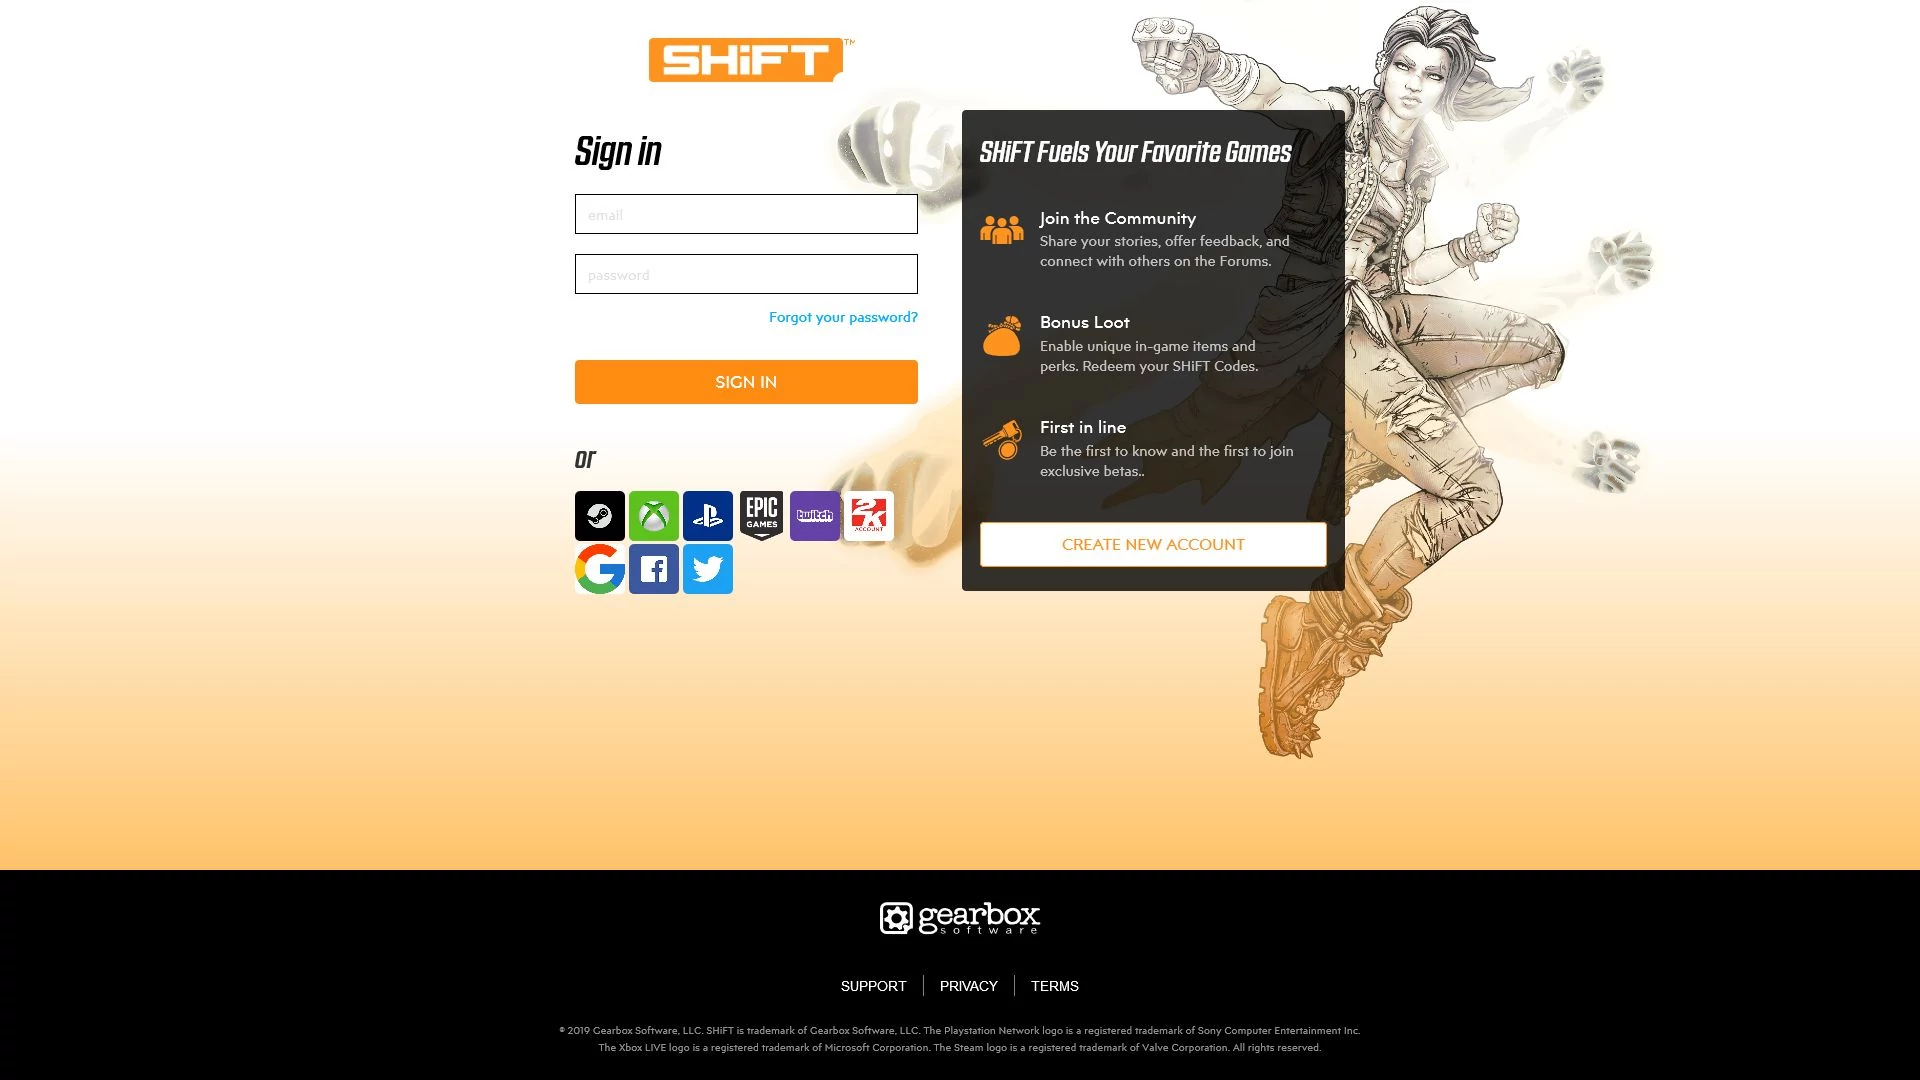 SHiFT™
Sign in
email
password
Forgot your password?
SIGN IN
or
EPIC
GAMES
twitch
2K
ACCOUNT
SHiFT Fuels Your Favorite Games
Join the Community
Share your stories, offer feedback, and
connect with others on the Forums.
Bonus Loot
Enable unique in-game items and
perks. Redeem your SHiFT Codes.
First in line
Be the first to know and the first to join
exclusive betas..
CREATE NEW ACCOUNT
gearbox
software
SUPPORT
PRIVACY
TERMS
© 2019 Gearbox Software, LLC. SHiFT is trademark of Gearbox Software, LLC. The Playstation Network logo is a registered trademark of Sony Computer Entertainment Inc.
The Xbox LIVE logo is a registered trademark of Microsoft Corporation. The Steam logo is a registered trademark of Valve Corporation. All rights reserved.